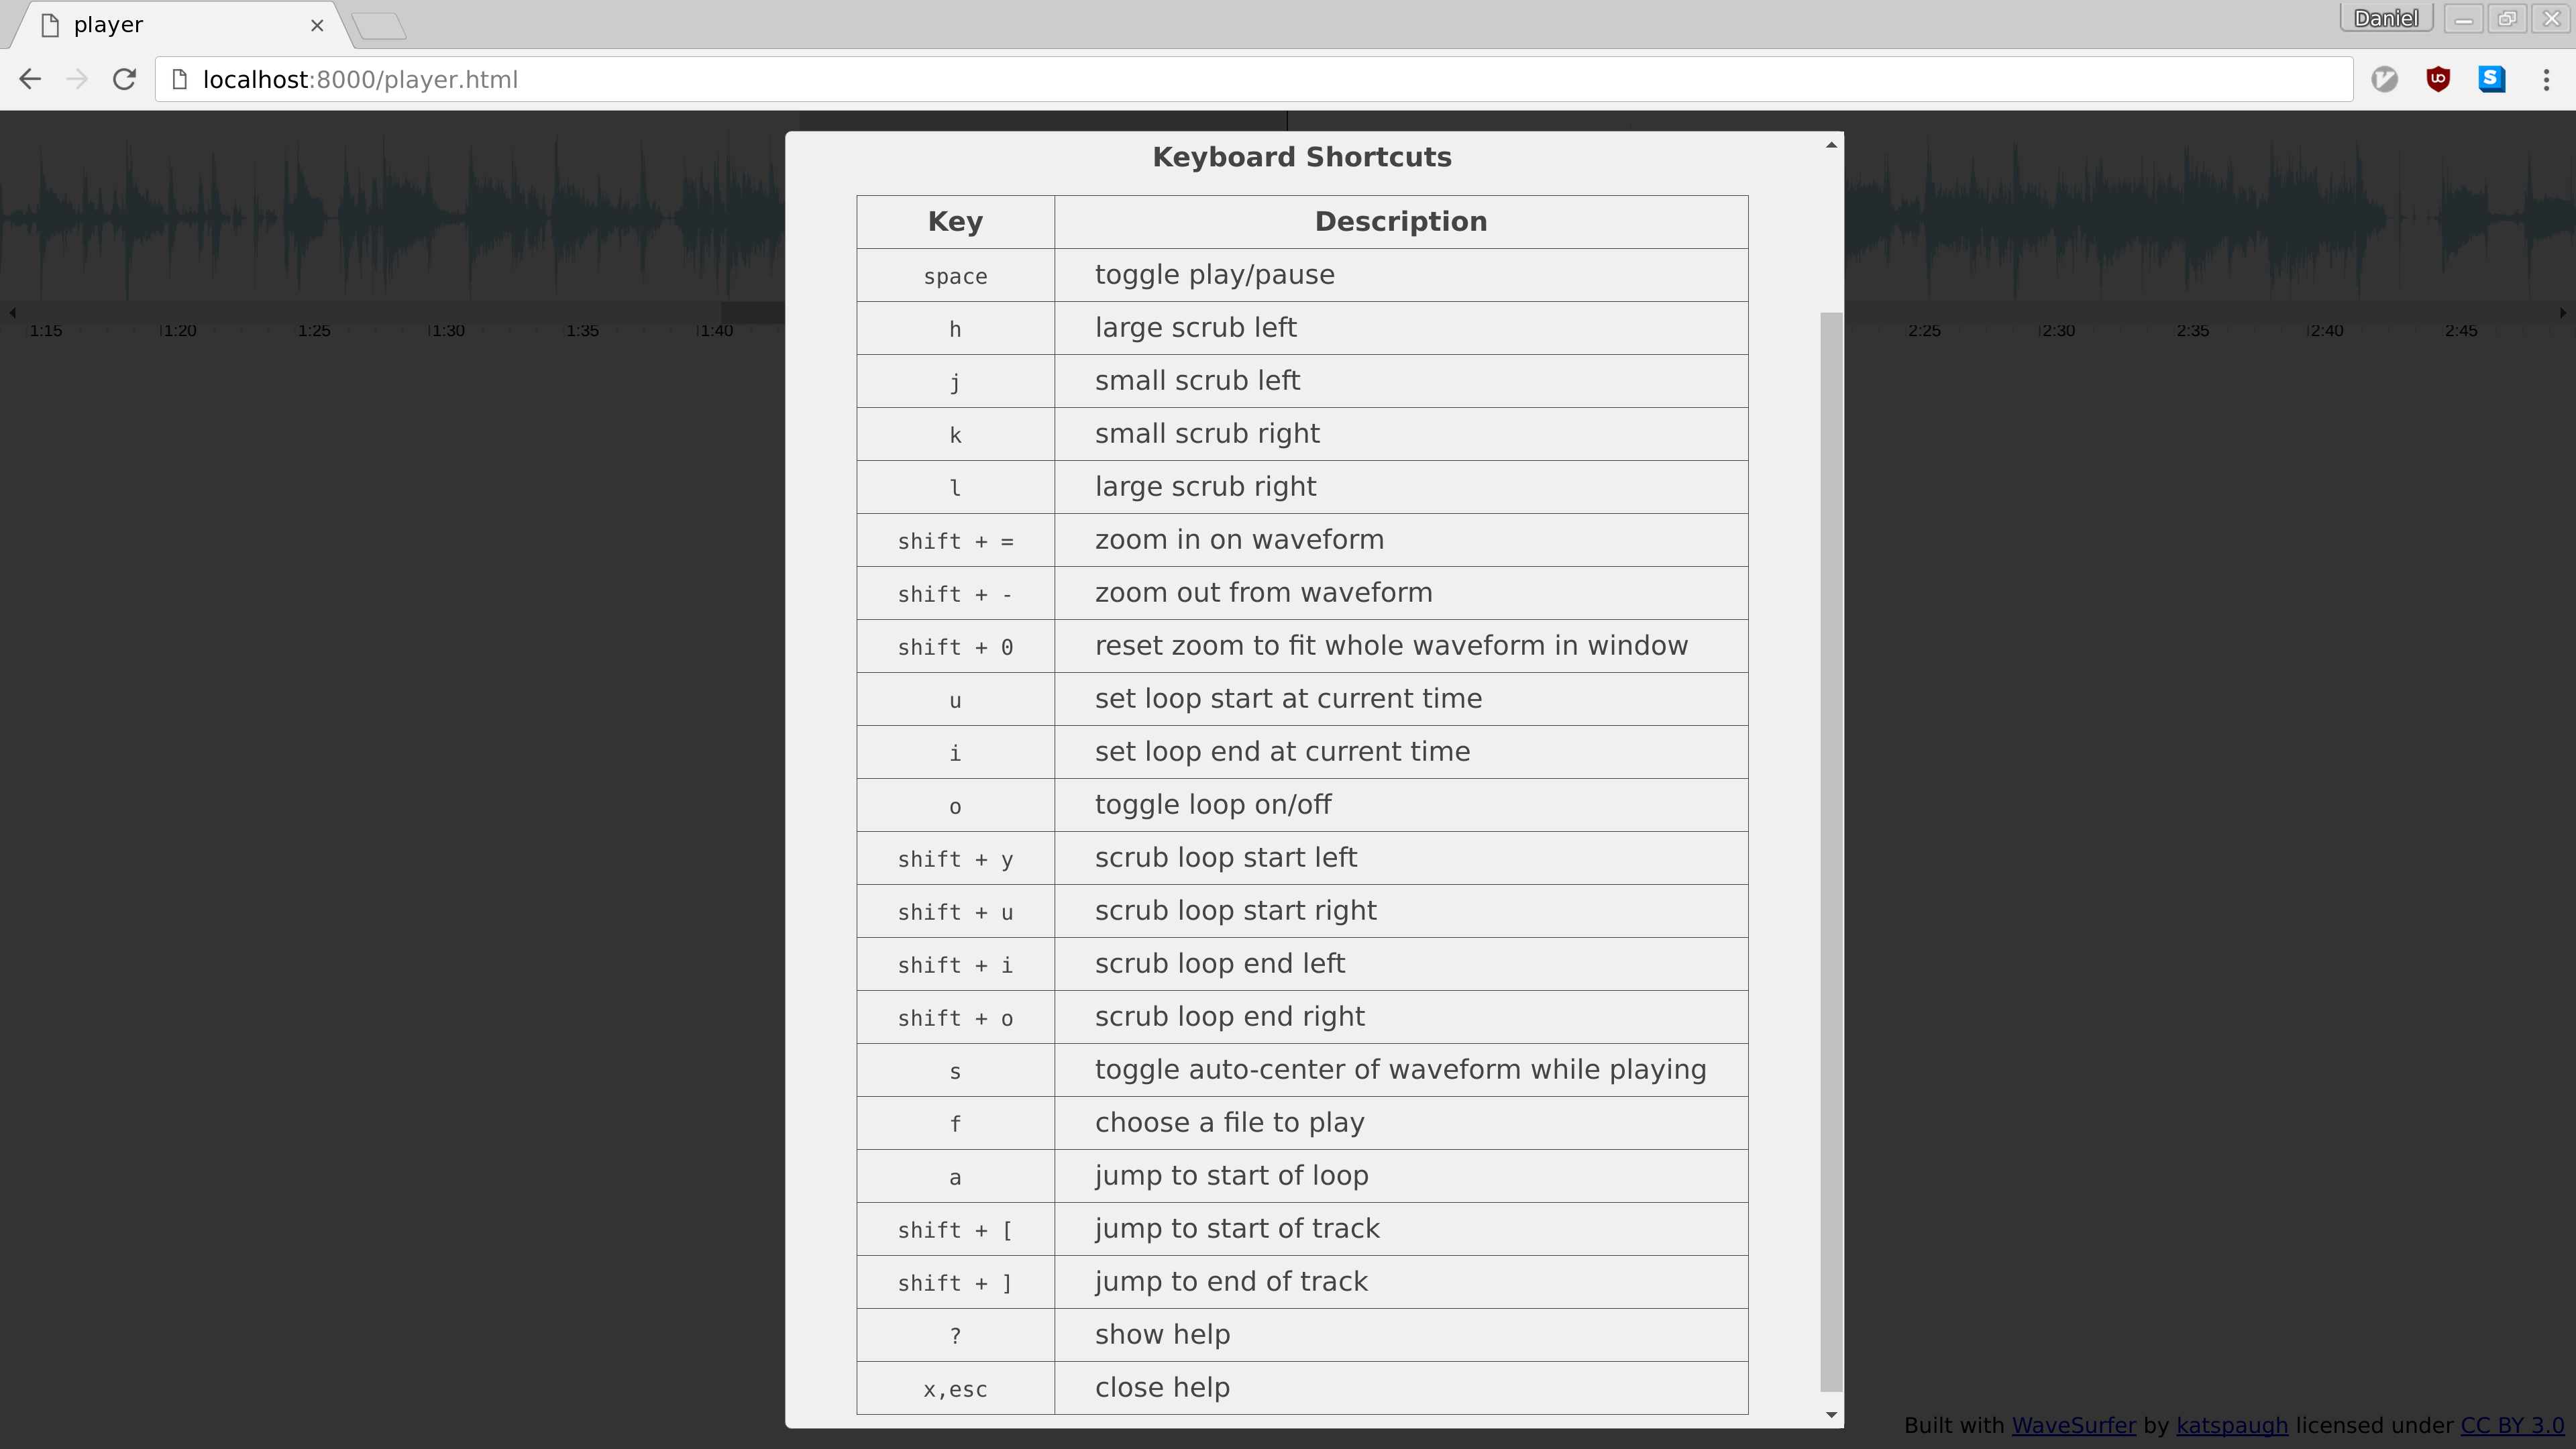 player
Daniel
localhost:8000/player.html
Keyboard Shortcuts
Key Description
space toggle play/pause
h large scrub left
j small scrub left
k small scrub right
l large scrub right
shift + = zoom in on waveform
shift + - zoom out from waveform
shift + 0 reset zoom to fit whole waveform in window
u set loop start at current time
i set loop end at current time
o toggle loop on/off
shift + y scrub loop start left
shift + u scrub loop start right
shift + i scrub loop end left
shift + o scrub loop end right
s toggle auto-center of waveform while playing
f choose a file to play
a jump to start of loop
shift + [ jump to start of track
shift + ] jump to end of track
? show help
x,esc close help
1:15 1:20 1:25 1:30 1:35 1:40 2:25 2:30 2:35 2:40 2:45
Built with WaveSurfer by katspaugh licensed under CC BY 3.0